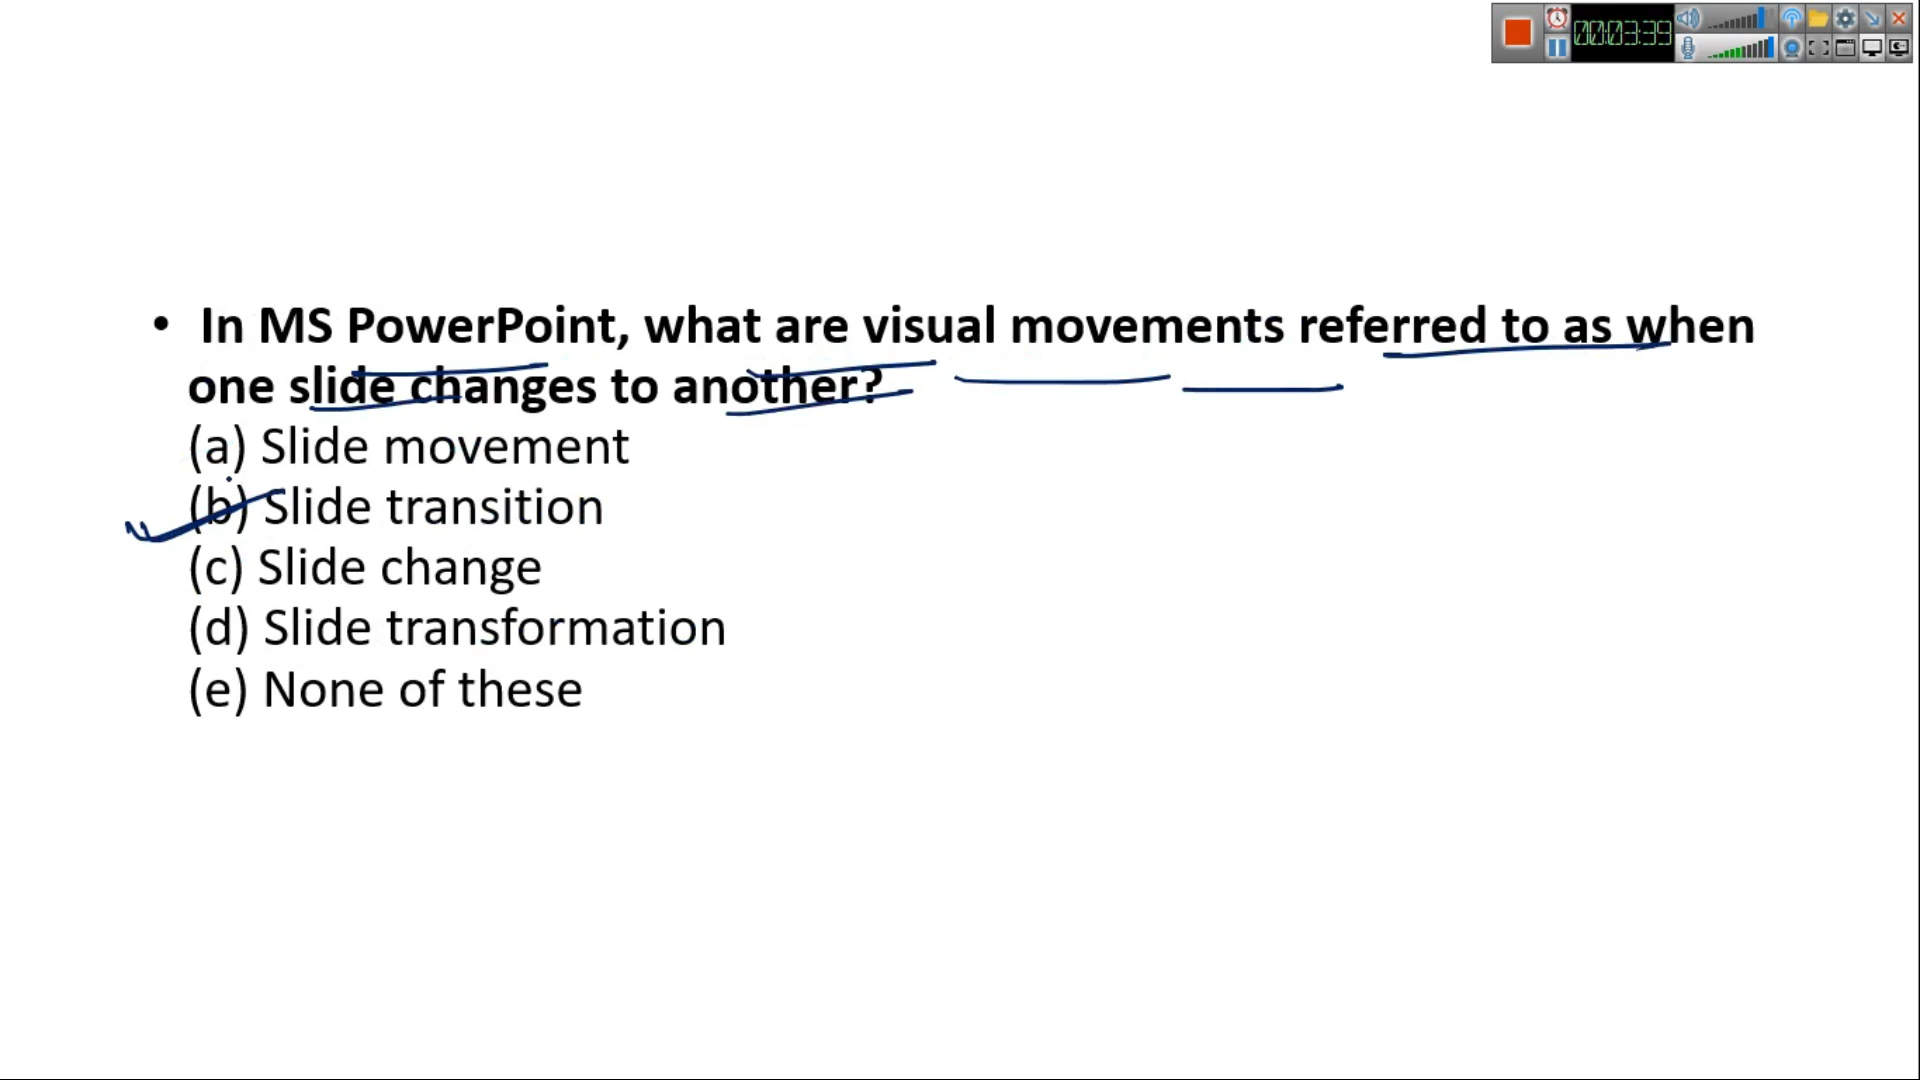 00:03:39
• In MS PowerPoint, what are visual movements referred to as when
one slide changes to another?
(a) Slide movement
(b) Slide transition
(c) Slide change
(d) Slide transformation
(e) None of these